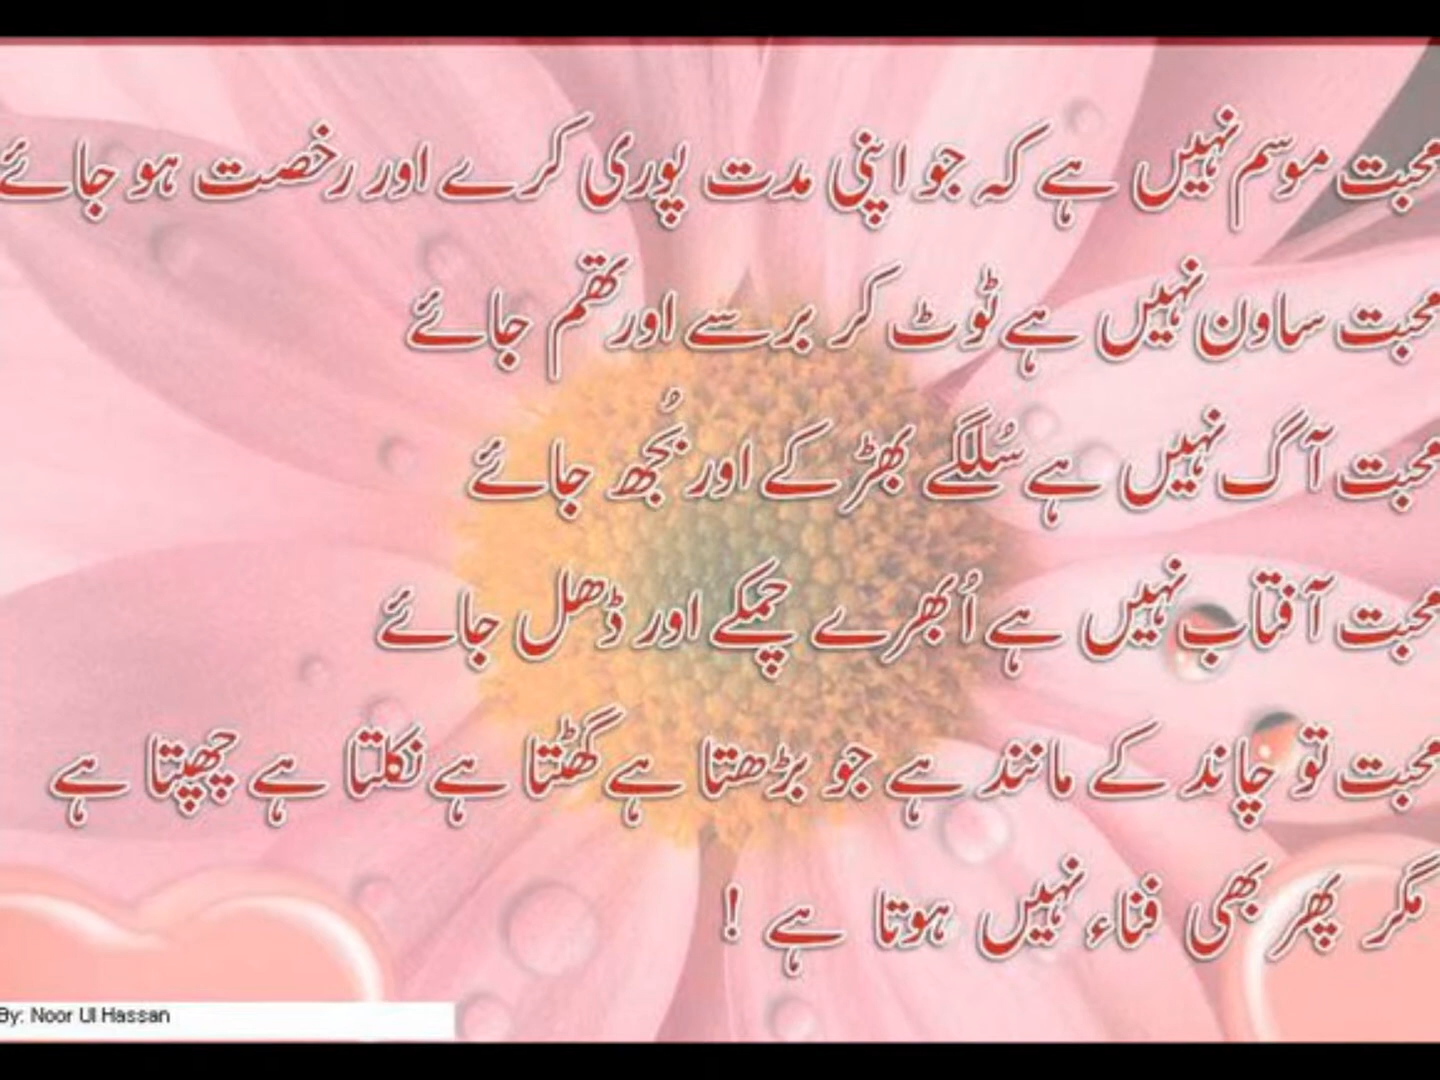 محبت موسم نہیں ہے کہ جو اپنی مدت پوری کرے اور رخصت ہو جائے
محبت ساون نہیں ہے ٹوٹ کر برسے اور تھم جائے
محبت آگ نہیں ہے سُلگے بھڑکے اور بُجھ جائے
محبت آفتاب نہیں ہے اُبھرے چمکے اور ڈھل جائے
محبت تو چاند کے مانند ہے جو بڑھتا ہے گھٹتا ہے نکلتا ہے چھپتا ہے
مگر پھر بھی فناء نہیں ہوتا ہے !
By: Noor Ul Hassan